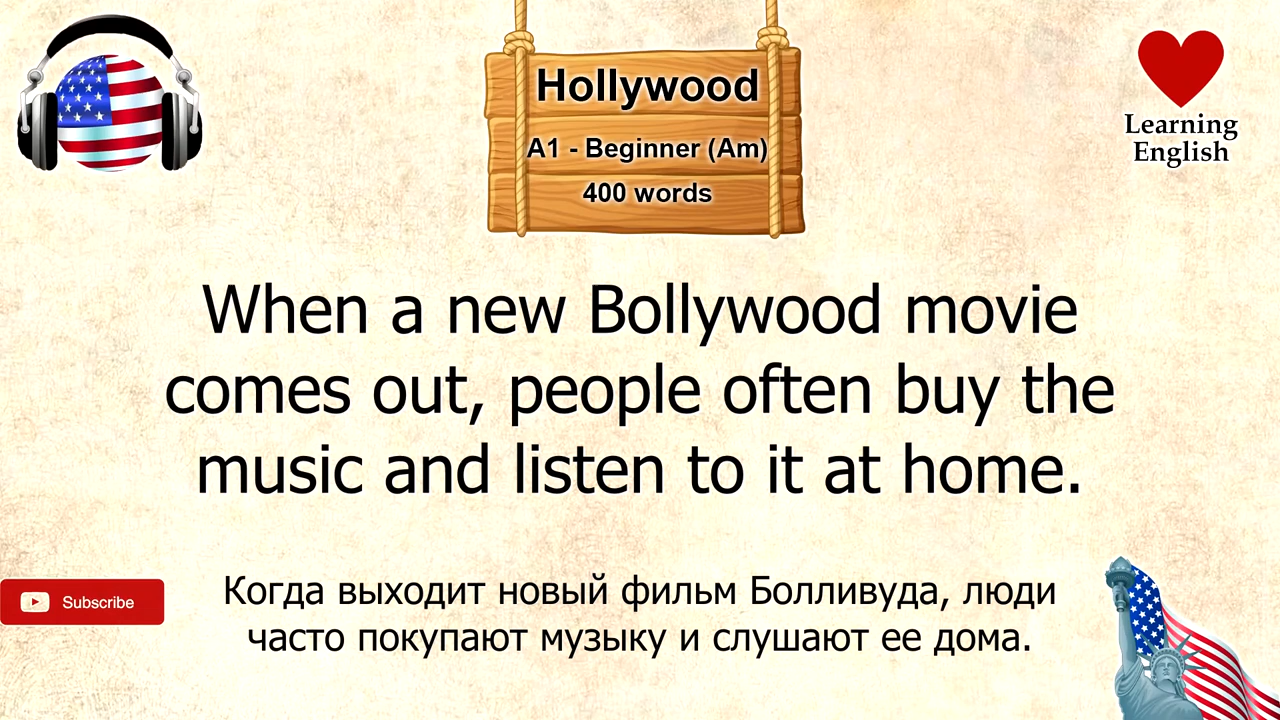 Hollywood
A1 - Beginner (Am)
400 words
Learning
English
When a new Bollywood movie
comes out, people often buy the
music and listen to it at home.
Когда выходит новый фильм Болливуда, люди
часто покупают музыку и слушают ее дома.
Subscribe